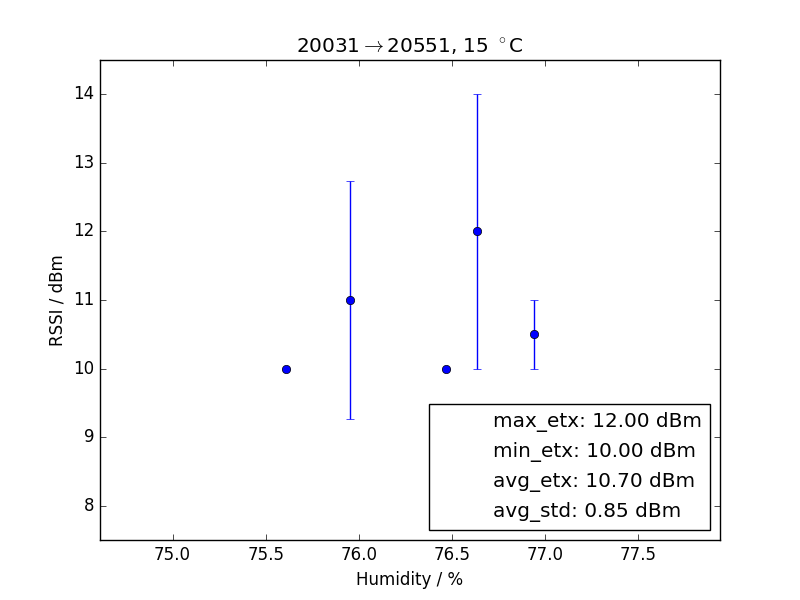 20031→20551, 15 °C
14
13
12
11
10
9
8
RSSI / dBm
max_etx: 12.00 dBm
min_etx: 10.00 dBm
avg_etx: 10.70 dBm
avg_std: 0.85 dBm
75.0 75.5 76.0 76.5 77.0 77.5
Humidity / %